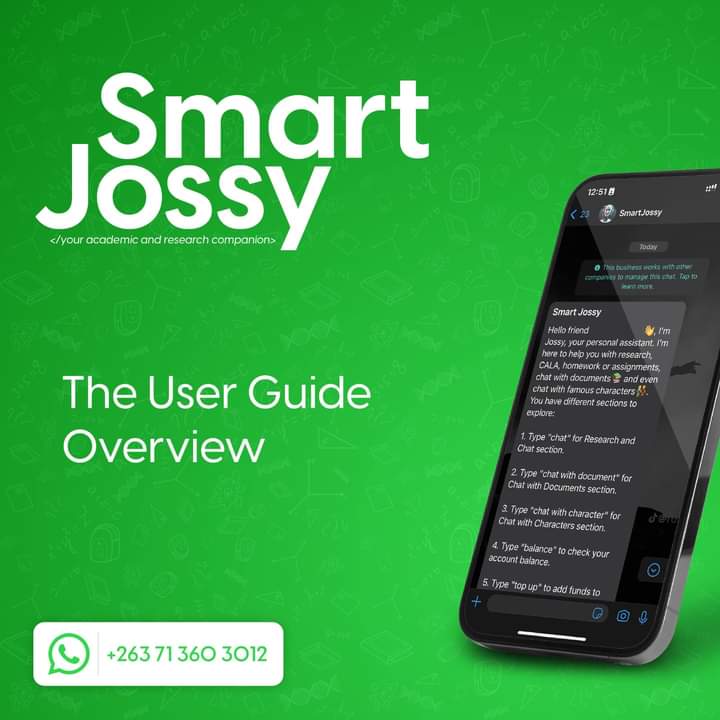 Smart
Jossy
</your academic and research companion>
The User Guide
Overview
+263 71 360 3012
12:51
23
SmartJossy
Today
This business works with other
companies to manage this chat. Tap to
learn more.
Smart Jossy
Hello friend 👋, I'm
Jossy, your personal assistant. I'm
here to help you with research,
CALA, homework or assignments,
chat with documents and even
chat with famous characters.
You have different sections to
explore:
1. Type "chat" for Research and
Chat section.
2. Type "chat with document" for
Chat with Documents section.
3. Type "chat with character" for
Chat with Characters section.
4. Type "balance" to check your
account balance.
5. Type "top up" to add funds to